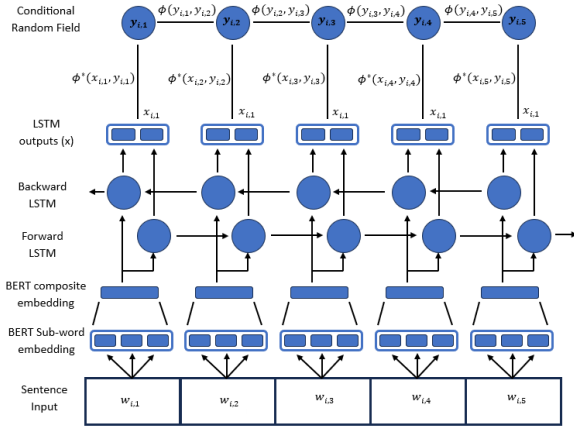 Conditional
Random Field
y_{i,1} ϕ(y_{i,1}, y_{i,2}) y_{i,2} ϕ(y_{i,2}, y_{i,3}) y_{i,3} ϕ(y_{i,3}, y_{i,4}) y_{i,4} ϕ(y_{i,4}, y_{i,5}) y_{i,5}
ϕ*(x_{i,1}, y_{i,1}) ϕ*(x_{i,2}, y_{i,2}) ϕ*(x_{i,3}, y_{i,3}) ϕ*(x_{i,4}, y_{i,4}) ϕ*(x_{i,5}, y_{i,5})
x_{i,1} x_{i,1} x_{i,1} x_{i,1} x_{i,1}
LSTM
outputs (x)
Backward
LSTM
Forward
LSTM
BERT composite
embedding
BERT Sub-word
embedding
Sentence
Input
w_{i,1} w_{i,2} w_{i,3} w_{i,4} w_{i,5}